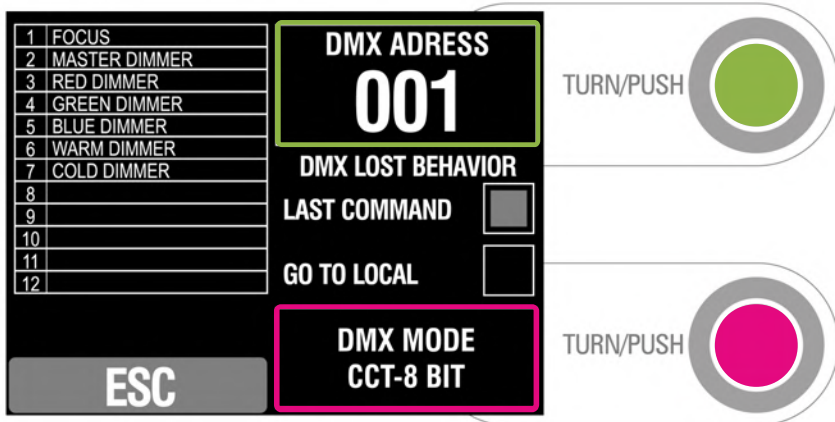 1 FOCUS
2 MASTER DIMMER
3 RED DIMMER
4 GREEN DIMMER
5 BLUE DIMMER
6 WARM DIMMER
7 COLD DIMMER
8
9
10
11
12
ESC
DMX ADRESS
001
DMX LOST BEHAVIOR
LAST COMMAND
GO TO LOCAL
DMX MODE
CCT-8 BIT
TURN/PUSH
TURN/PUSH